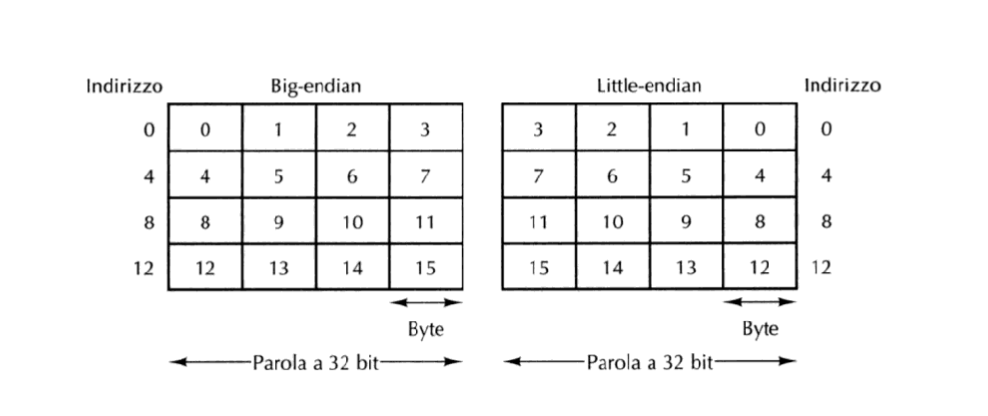 Indirizzo Big-endian Little-endian Indirizzo
0 0 1 2 3 3 2 1 0 0
4 4 5 6 7 7 6 5 4 4
8 8 9 10 11 11 10 9 8 8
12 12 13 14 15 15 14 13 12 12
Byte Byte
Parola a 32 bit Parola a 32 bit